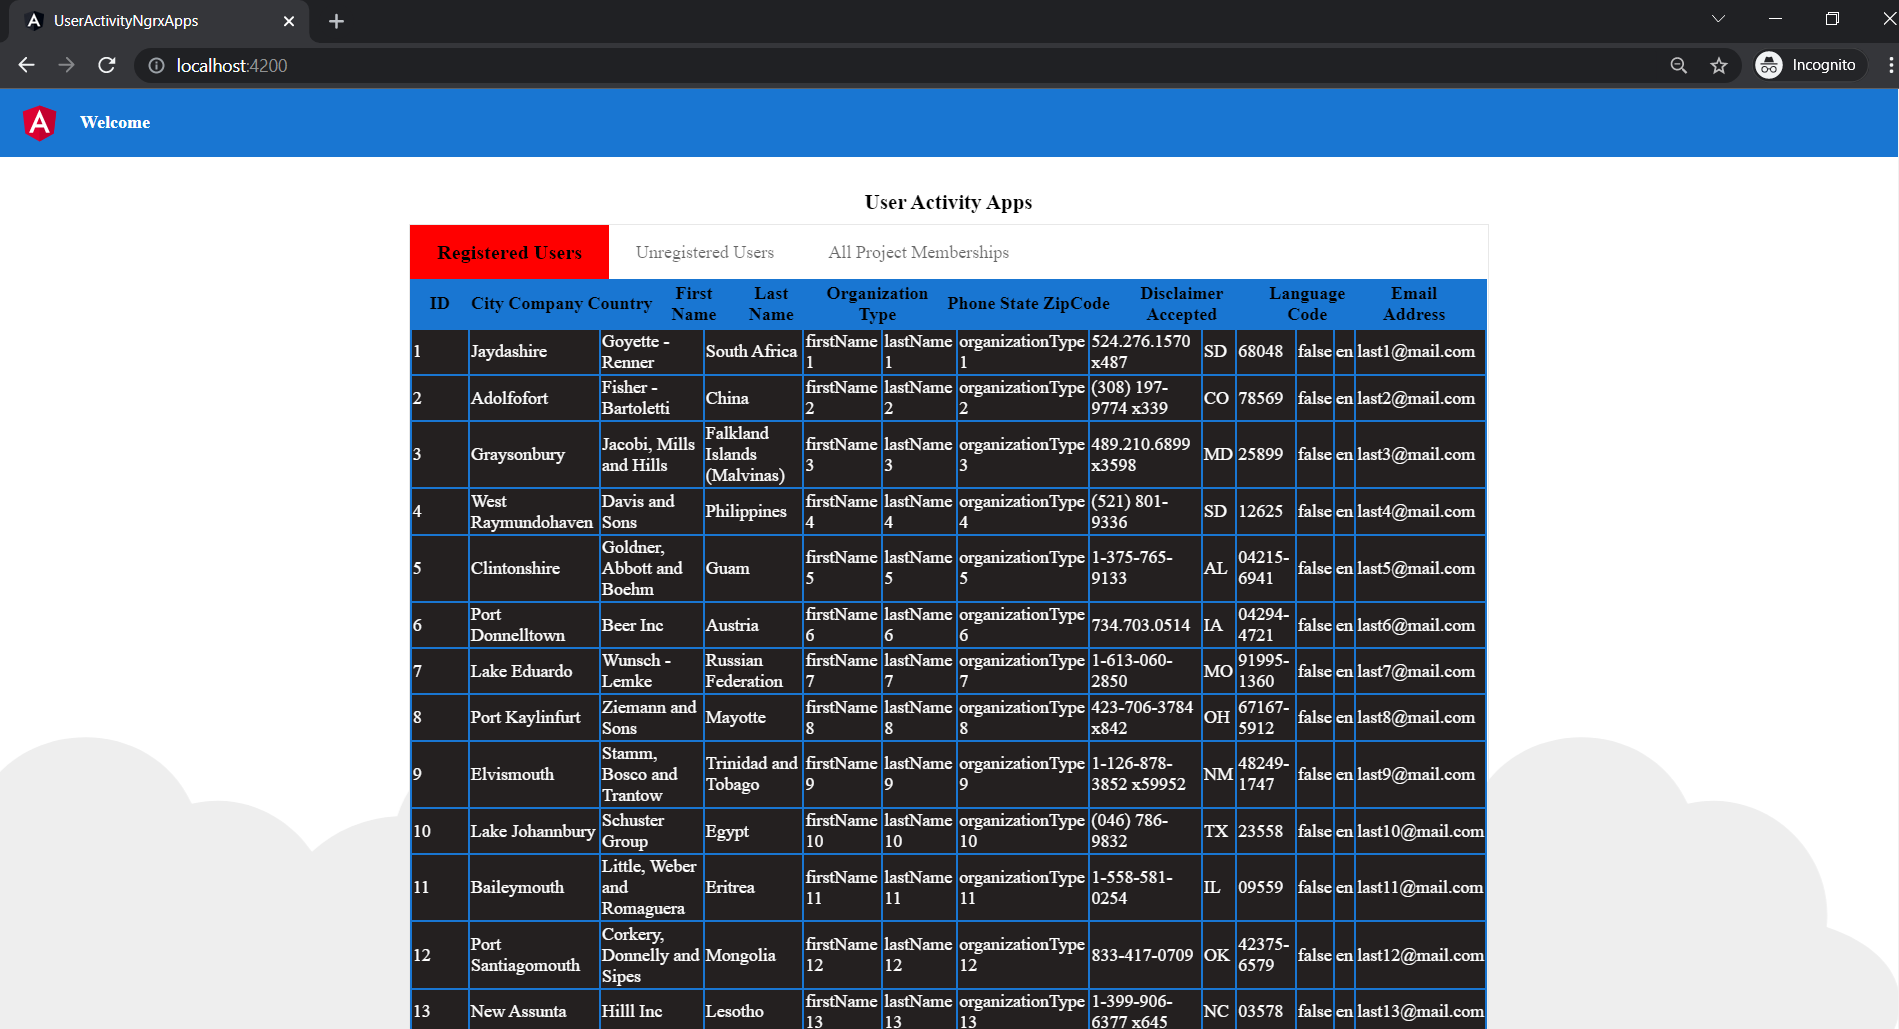 UserActivityNgrxApps
localhost:4200
Incognito
Welcome
User Activity Apps
Registered Users Unregistered Users All Project Memberships
ID City Company Country First Name Last Name Organization Type Phone State ZipCode Disclaimer Accepted Language Code Email Address
1 Jaydashire Goyette - Renner South Africa firstName 1 lastName 1 organizationType 1 524.276.1570 x487 SD 68048 false en last1@mail.com
2 Adolfofort Fisher - Bartoletti China firstName 2 lastName 2 organizationType 2 (308) 197-9774 x339 CO 78569 false en last2@mail.com
3 Graysonbury Jacobi, Mills and Hills Falkland Islands (Malvinas) firstName 3 lastName 3 organizationType 3 489.210.6899 x3598 MD 25899 false en last3@mail.com
4 West Raymundohaven Davis and Sons Philippines firstName 4 lastName 4 organizationType 4 (521) 801-9336 SD 12625 false en last4@mail.com
5 Clintonshire Goldner, Abbott and Boehm Guam firstName 5 lastName 5 organizationType 5 1-375-765-9133 AL 04215-6941 false en last5@mail.com
6 Port Donnelltown Beer Inc Austria firstName 6 lastName 6 organizationType 6 734.703.0514 IA 04294-4721 false en last6@mail.com
7 Lake Eduardo Wunsch - Lemke Russian Federation firstName 7 lastName 7 organizationType 7 1-613-060-2850 MO 91995-1360 false en last7@mail.com
8 Port Kaylinfurt Ziemann and Sons Mayotte firstName 8 lastName 8 organizationType 8 423-706-3784 x842 OH 67167-5912 false en last8@mail.com
9 Elvismouth Stamm, Bosco and Trantow Trinidad and Tobago firstName 9 lastName 9 organizationType 9 1-126-878-3852 x59952 NM 48249-1747 false en last9@mail.com
10 Lake Johannbury Schuster Group Egypt firstName 10 lastName 10 organizationType 10 (046) 786-9832 TX 23558 false en last10@mail.com
11 Baileymouth Little, Weber and Romaguera Eritrea firstName 11 lastName 11 organizationType 11 1-558-581-0254 IL 09559 false en last11@mail.com
12 Port Santiagomouth Corkery, Donnelly and Sipes Mongolia firstName 12 lastName 12 organizationType 12 833-417-0709 OK 42375-6579 false en last12@mail.com
13 New Assunta Hilll Inc Lesotho firstName 13 lastName 13 organizationType 13 1-399-906-6377 x645 NC 03578 false en last13@mail.com